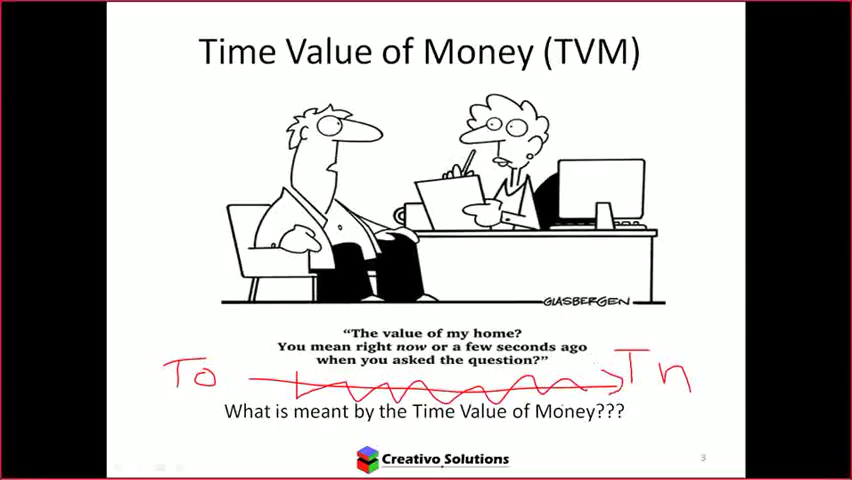 Time Value of Money (TVM)
GLASBERGEN
“The value of my home?
You mean right now or a few seconds ago
when you asked the question?”
To Tn
What is meant by the Time Value of Money???
Creativo Solutions
3